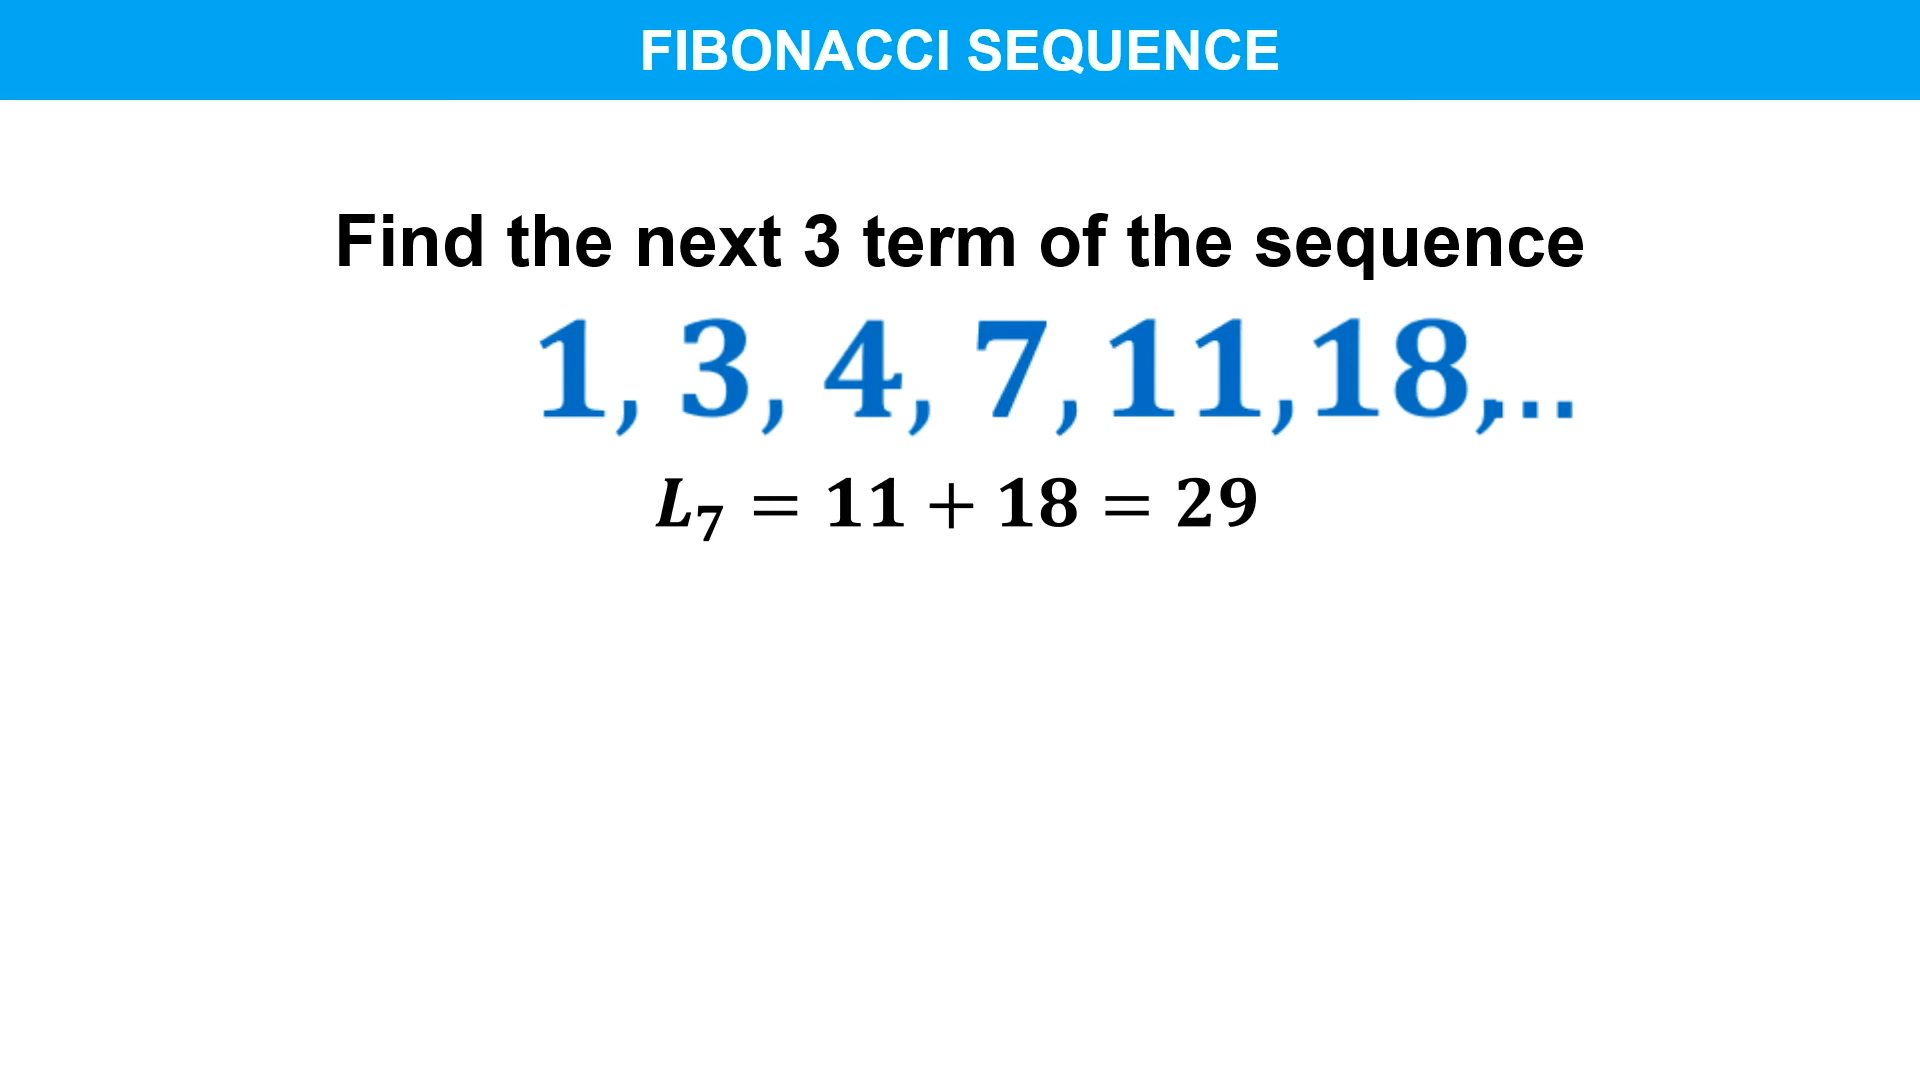 FIBONACCI SEQUENCE
Find the next 3 term of the sequence
1, 3, 4, 7, 11,18,...
L₇ = 11 + 18 = 29